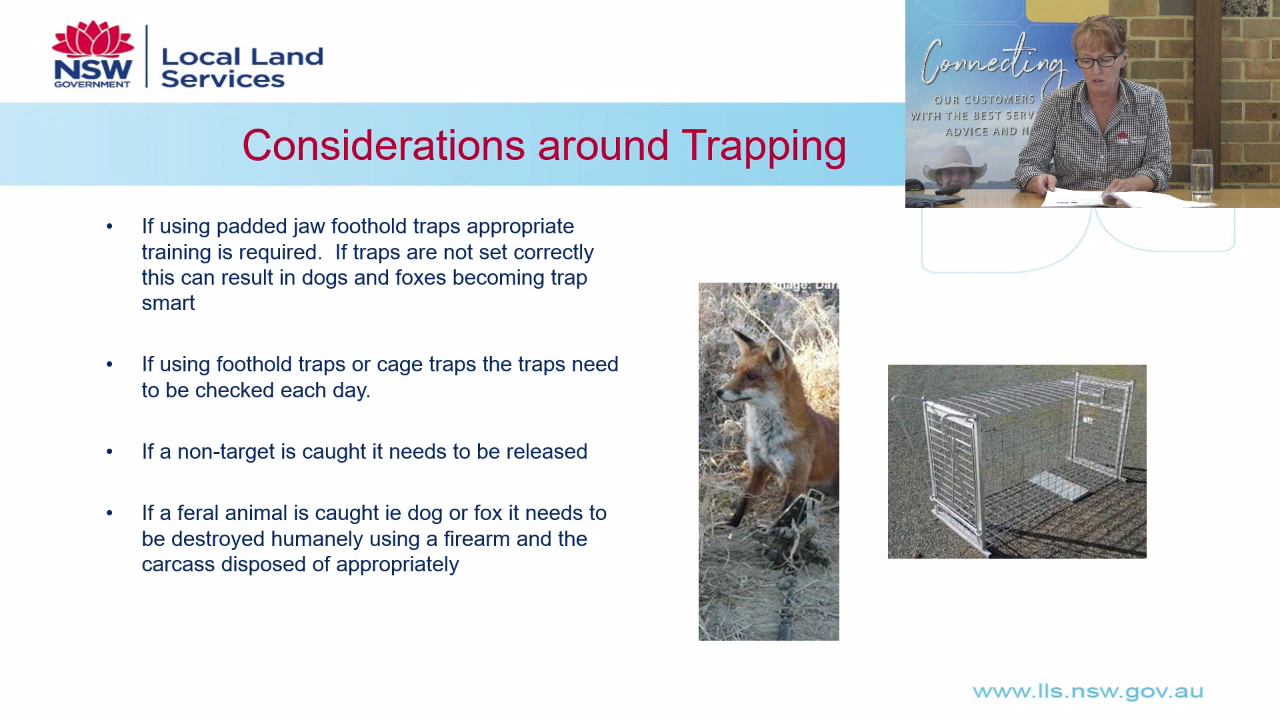 NSW
GOVERNMENT
Local Land
Services
Connecting
OUR CUSTOMERS
WITH THE BEST
ADVICE AND
Considerations around Trapping
• If using padded jaw foothold traps appropriate
training is required. If traps are not set correctly
this can result in dogs and foxes becoming trap
smart
• If using foothold traps or cage traps the traps need
to be checked each day.
• If a non-target is caught it needs to be released
• If a feral animal is caught ie dog or fox it needs to
be destroyed humanely using a firearm and the
carcass disposed of appropriately
Image:
www.lls.nsw.gov.au